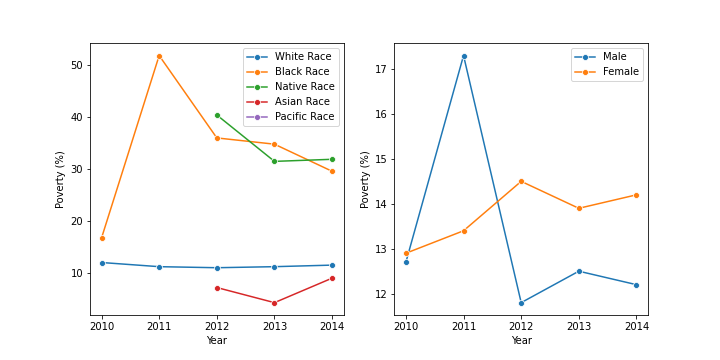 White Race
Black Race
Native Race
Asian Race
Pacific Race
50
40
30
20
10
Poverty (%)
2010 2011 2012 2013 2014
Year
Male
Female
17
16
15
14
13
12
Poverty (%)
2010 2011 2012 2013 2014
Year